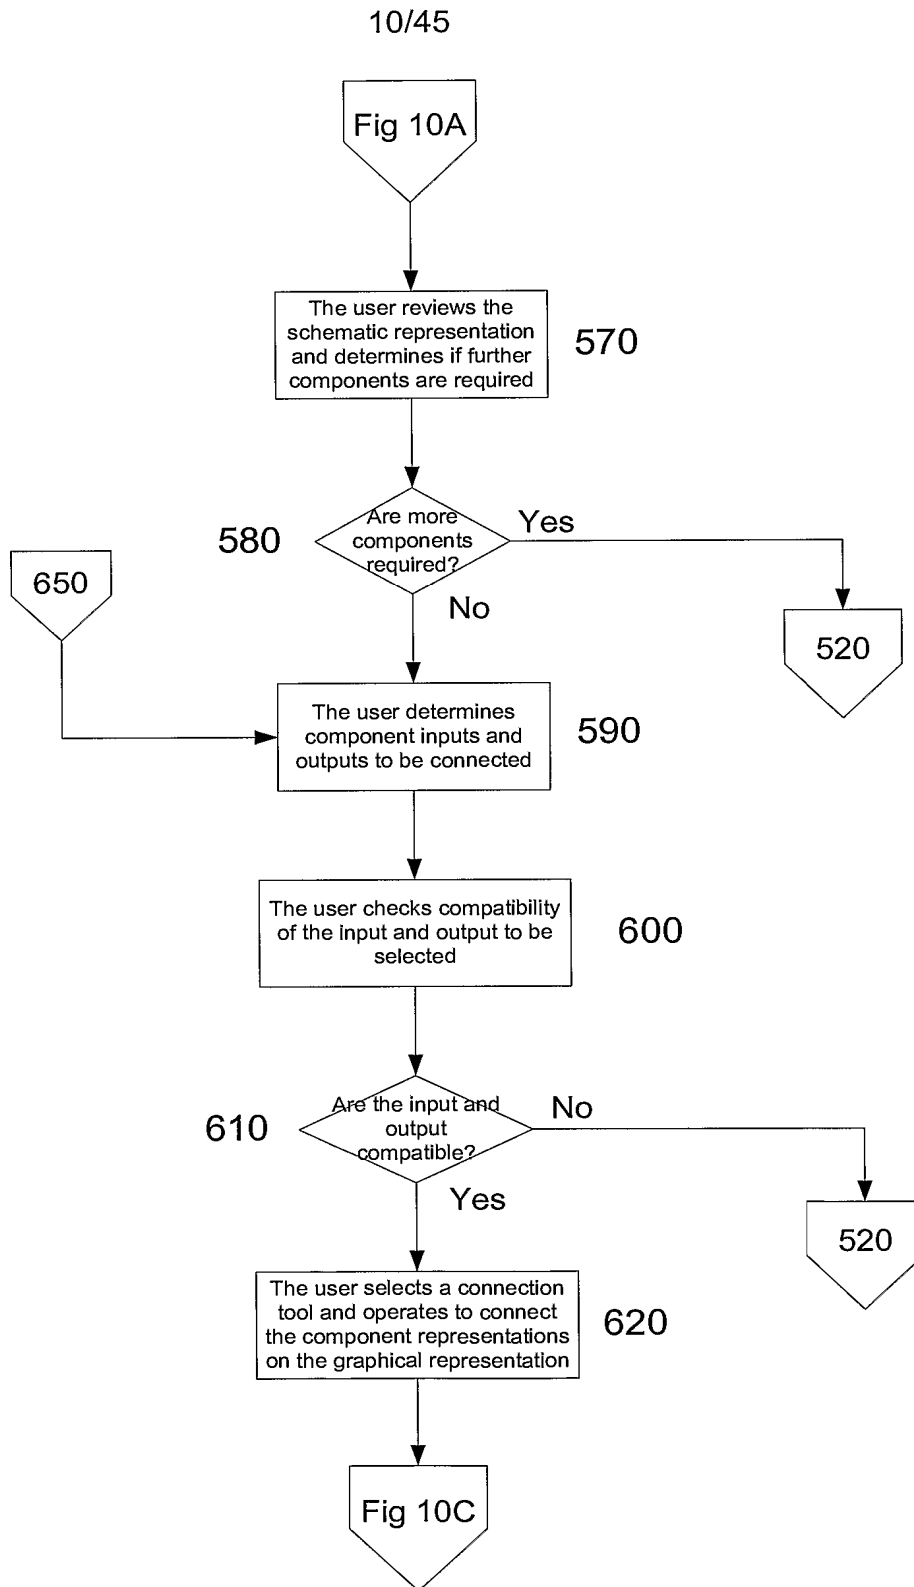 10/45
Fig 10A
The user reviews the
schematic representation
and determines if further
components are required
570
Are more
components
required?
580
Yes
No
650
520
The user determines
component inputs and
outputs to be connected
590
The user checks compatibility
of the input and output to be
selected
600
Are the input and
output
compatible?
610
No
Yes
520
The user selects a connection
tool and operates to connect
the component representations
on the graphical representation
620
Fig 10C